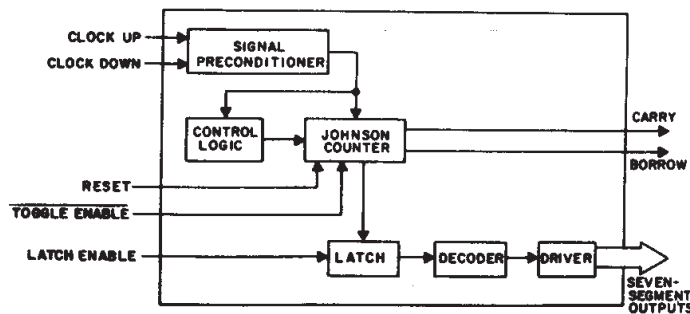 CLOCK UP
CLOCK DOWN
SIGNAL
PRECONDITIONER
CONTROL
LOGIC
JOHNSON
COUNTER
CARRY
BORROW
RESET
TOGGLE ENABLE
LATCH ENABLE
LATCH
DECODER
DRIVER
SEVEN-
SEGMENT
OUTPUTS